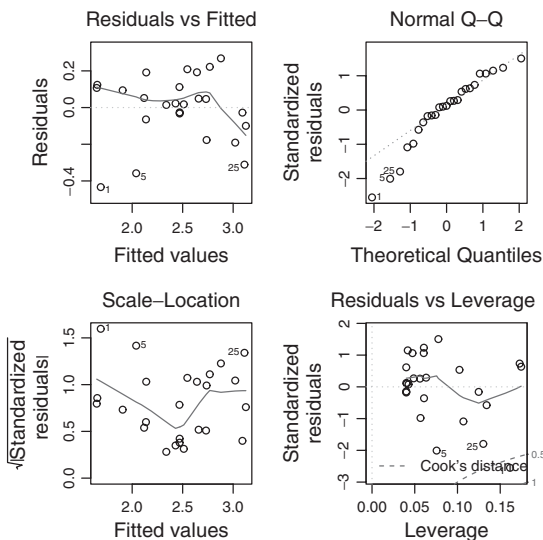 Residuals vs Fitted
Residuals
0.2
0.0
−0.4
1
5
25
2.0 2.5 3.0
Fitted values
Normal Q−Q
Standardized
residuals
1
0
−1
−2
25
5
1
−2 −1 0 1 2
Theoretical Quantiles
Scale−Location
√|Standardized
residuals|
1.5
1.0
0.5
0.0
1
5
25
2.0 2.5 3.0
Fitted values
Residuals vs Leverage
Standardized
residuals
2
1
0
−1
−2
−3
5
25
1
Cook's distance
0.5
1
0.00 0.05 0.10 0.15
Leverage